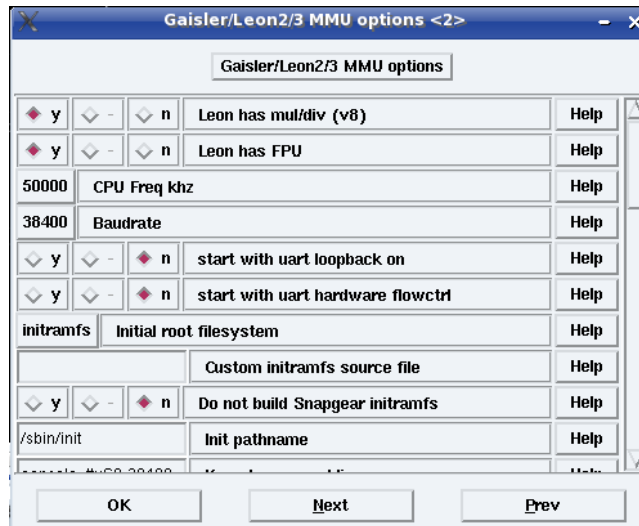 Gaisler/Leon2/3 MMU options <2>
Gaisler/Leon2/3 MMU options
y - n Leon has mul/div (v8) Help
y - n Leon has FPU Help
50000 CPU Freq khz Help
38400 Baudrate Help
y - n start with uart loopback on Help
y - n start with uart hardware flowctrl Help
initramfs Initial root filesystem Help
Custom initramfs source file Help
y - n Do not build Snapgear initramfs Help
/sbin/init Init pathname Help
OK Next Prev